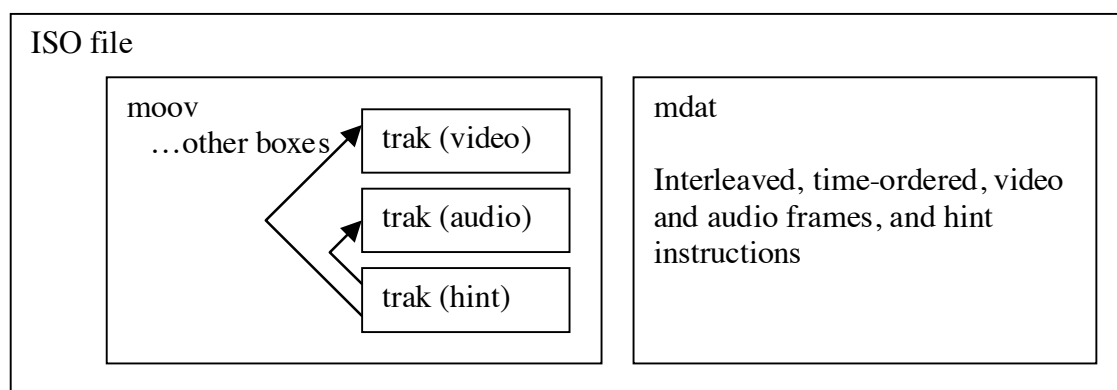 ISO file
moov
…other boxes
trak (video)
trak (audio)
trak (hint)
mdat
Interleaved, time-ordered, video
and audio frames, and hint
instructions